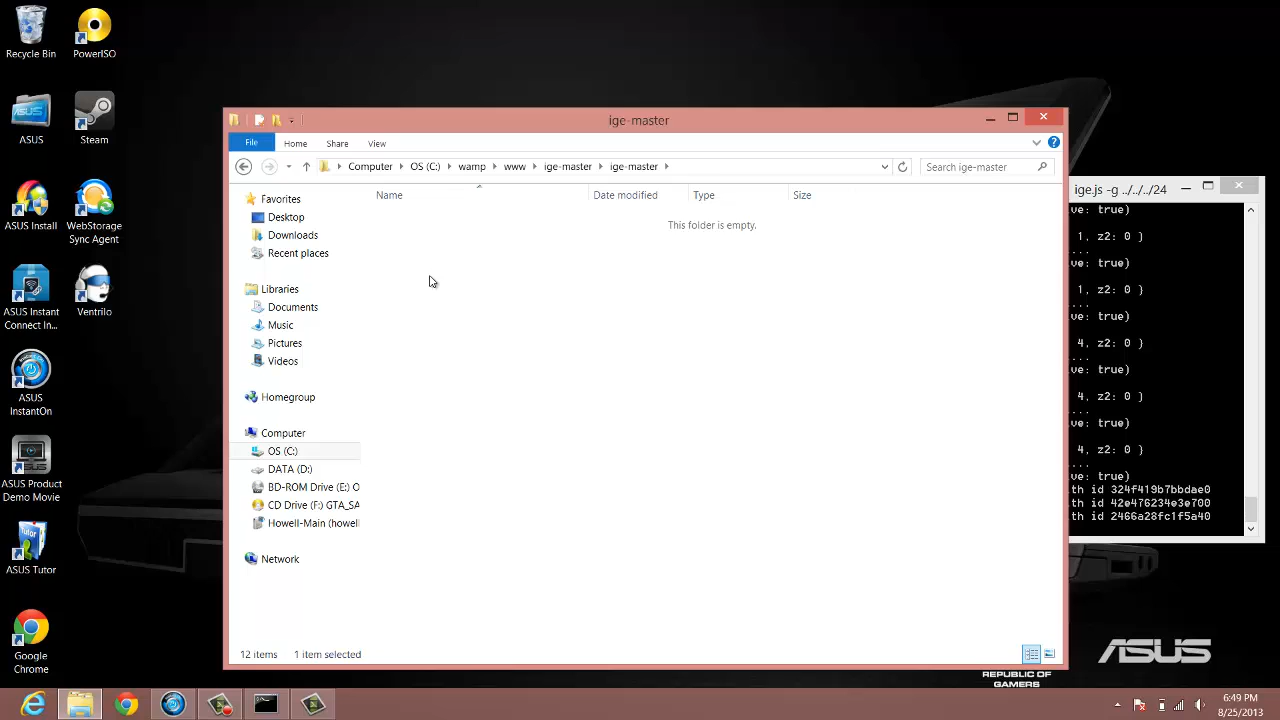 Recycle Bin
PowerISO
ASUS
Steam
ASUS Install
WebStorage
Sync Agent
ASUS Instant
Connect In...
Ventrilo
ASUS
InstantOn
ASUS Product
Demo Movie
ASUS Tutor
Google
Chrome
ige-master
File
Home
Share
View
Computer
OS (C:)
wamp
www
ige-master
ige-master
Search ige-master
Name
Date modified
Type
Size
This folder is empty.
Favorites
Desktop
Downloads
Recent places
Libraries
Documents
Music
Pictures
Videos
Homegroup
Computer
OS (C:)
DATA (D:)
BD-ROM Drive (E:) O
CD Drive (F:) GTA_SA
Howell-Main (howell
Network
12 items
1 item selected
ige.js -g ../../../24
ve: true)
1, z2: 0 }
...
ve: true)
1, z2: 0 }
...
ve: true)
4, z2: 0 }
...
ve: true)
4, z2: 0 }
...
ve: true)
4, z2: 0 }
...
ve: true)
th id 324f419b7bbdae0
th id 42e476234e3e700
th id 2466a28fc1f5a40
ASUS
REPUBLIC OF
GAMERS
6:49 PM
8/25/2013